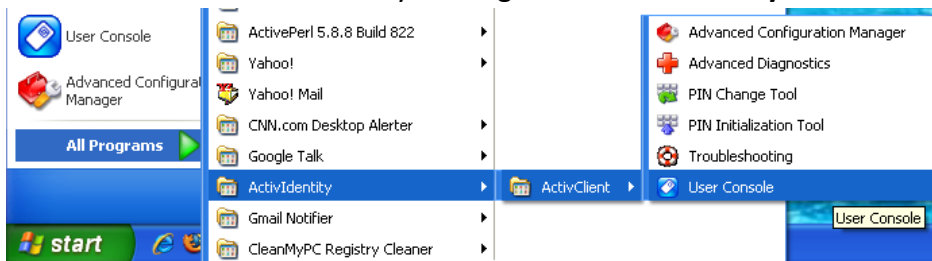 User Console
Advanced Configurat
Manager
All Programs
start
ActivePerl 5.8.8 Build 822
Yahoo!
Yahoo! Mail
CNN.com Desktop Alerter
Google Talk
ActivIdentity
Gmail Notifier
CleanMyPC Registry Cleaner
ActivClient
Advanced Configuration Manager
Advanced Diagnostics
PIN Change Tool
PIN Initialization Tool
Troubleshooting
User Console
User Console